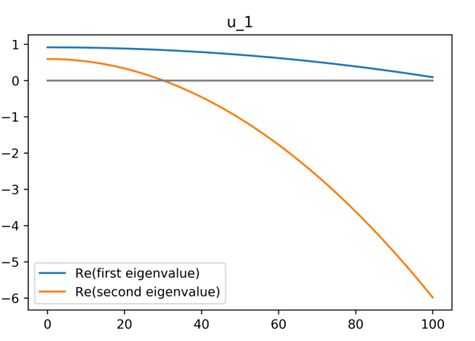 u_1
1
0
−1
−2
−3
−4
−5
−6
Re(first eigenvalue)
Re(second eigenvalue)
0 20 40 60 80 100